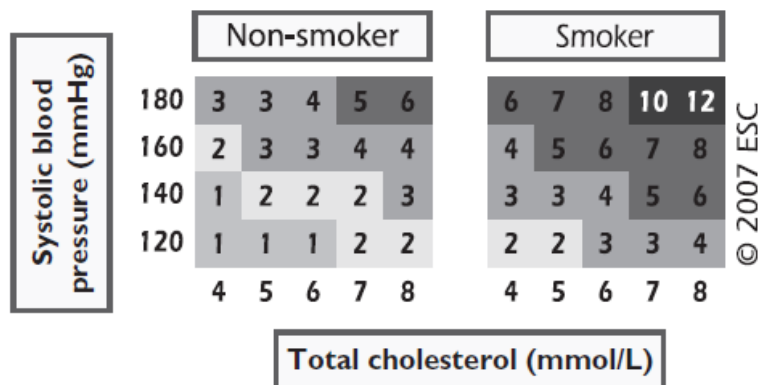 Non-smoker Smoker
Systolic blood
pressure (mmHg)
180 3 3 4 5 6 6 7 8 10 12
160 2 3 3 4 4 4 5 6 7 8
140 1 2 2 2 3 3 3 4 5 6
120 1 1 1 2 2 2 2 3 3 4
4 5 6 7 8 4 5 6 7 8
Total cholesterol (mmol/L)
© 2007 ESC